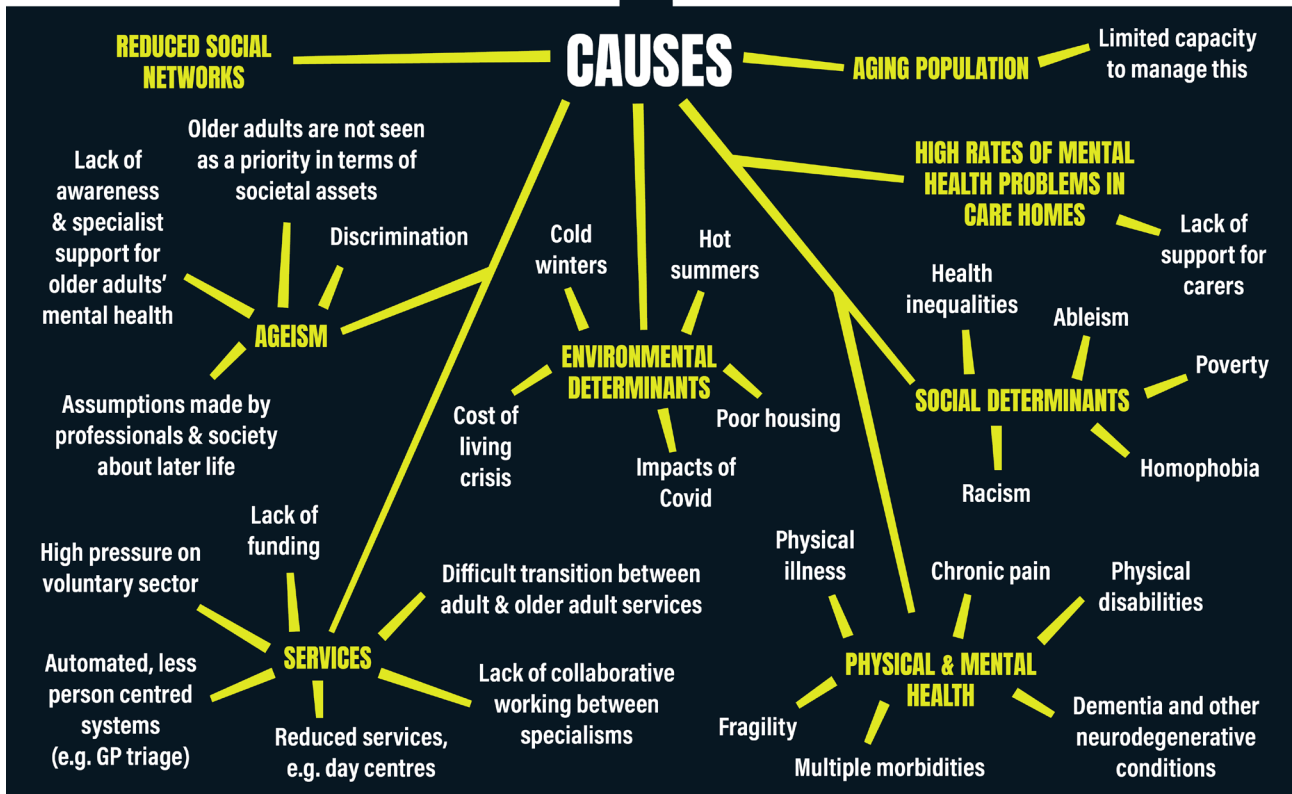 CAUSES
REDUCED SOCIAL
NETWORKS
AGING POPULATION
Limited capacity
to manage this
HIGH RATES OF MENTAL
HEALTH PROBLEMS IN
CARE HOMES
Lack of
support for
carers
Older adults are not seen
as a priority in terms of
societal assets
Lack of
awareness
& specialist
support for
older adults’
mental health
Discrimination
AGEISM
Assumptions made by
professionals & society
about later life
Cold
winters
Hot
summers
ENVIRONMENTAL
DETERMINANTS
Cost of
living
crisis
Impacts of
Covid
Poor housing
Health
inequalities
Ableism
Poverty
SOCIAL DETERMINANTS
Homophobia
Racism
Lack of
funding
High pressure on
voluntary sector
Difficult transition between
adult & older adult services
SERVICES
Automated, less
person centred
systems
(e.g. GP triage)
Reduced services,
e.g. day centres
Lack of collaborative
working between
specialisms
Physical
illness
Chronic pain
Physical
disabilities
PHYSICAL & MENTAL
HEALTH
Fragility
Multiple morbidities
Dementia and other
neurodegenerative
conditions